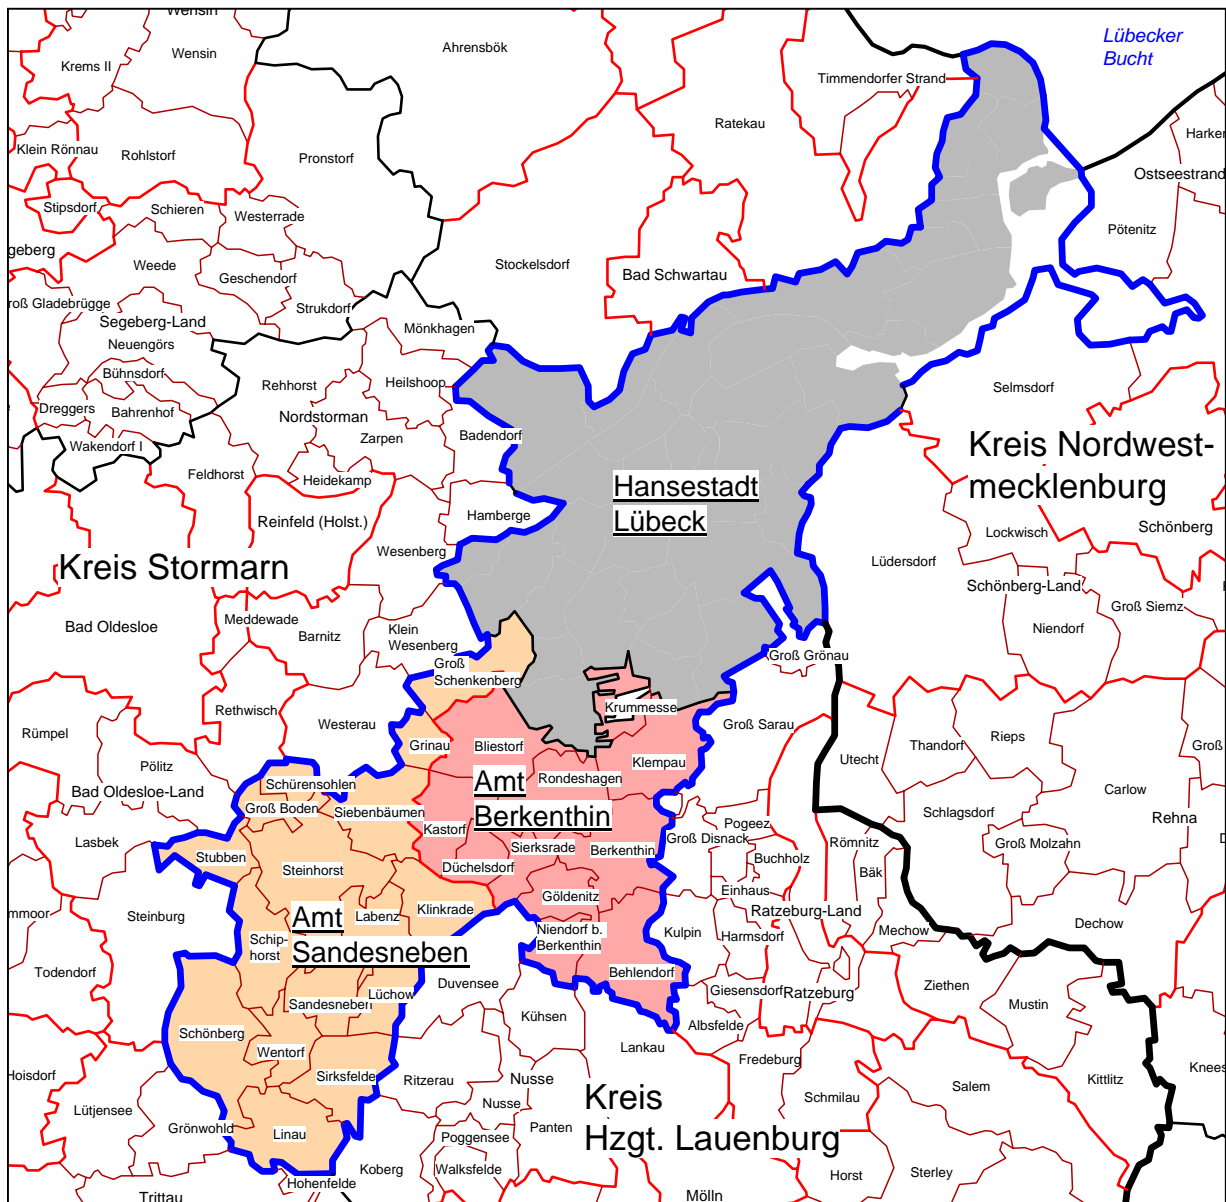 Wensin
Wensin
Krems II
Ahrensbök
Lübecker
Bucht
Timmendorfer Strand
Ratekau
Klein Rönnau
Rohlstorf
Pronstorf
Harker
Ostseestrand
Stipsdorf
Schieren
Westerrade
Pötenitz
geberg
Weede
Geschendorf
Stockelsdorf
Bad Schwartau
Groß Gladebrügge
Strukdorf
Segeberg-Land
Mönkhagen
Neuengörs
Bühnsdorf
Rehhorst
Heilshoop
Selmsdorf
Dreggers
Bahrenhof
Nordstorman
Zarpen
Badendorf
Wakendorf I
Kreis Nordwest-
mecklenburg
Feldhorst
Heidekamp
Hansestadt
Lübeck
Reinfeld (Holst.)
Hamberge
Lockwisch
Schönberg
Wesenberg
Kreis Stormarn
Lüdersdorf
Schönberg-Land
Groß Siemz
Meddewade
Bad Oldesloe
Barnitz
Klein
Wesenberg
Niendorf
Groß
Schenkenberg
Groß Grönau
Rethwisch
Westerau
Krummesse
Groß Sarau
Rümpel
Grinau
Bliestorf
Klempau
Utecht
Thandorf
Rieps
Groß
Pölitz
Schürensohlen
Rondeshagen
Bad Oldesloe-Land
Amt
Berkenthin
Carlow
Groß Boden
Siebenbäumen
Schlagsdorf
Rehna
Kastorf
Pogeez
Lasbek
Sierksrade
Berkenthin
Groß Disnack
Römnitz
Groß Molzahn
Stubben
Steinhorst
Düchelsdorf
Buchholz
Bäk
Göldenitz
Einhaus
mmoor
Steinburg
Amt
Sandesneben
Labenz
Klinkrade
Ratzeburg-Land
Dechow
Niendorf b.
Berkenthin
Kulpin
Harmsdorf
Mechow
Schip-
horst
Todendorf
Behlendorf
Duvensee
Lüchow
Giesensdorf
Ratzeburg
Ziethen
Mustin
Sandesneben
Kühsen
Albsfelde
Schönberg
Lankau
Fredeburg
Wentorf
Hoisdorf
Sirksfelde
Ritzerau
Nusse
Kreis
Hzgt. Lauenburg
Salem
Kittlitz
Knees
Lütjensee
Nusse
Schmilau
Grönwohld
Linau
Poggensee
Panten
Koberg
Walksfelde
Horst
Sterley
Hohenfelde
Trittau
Mölln